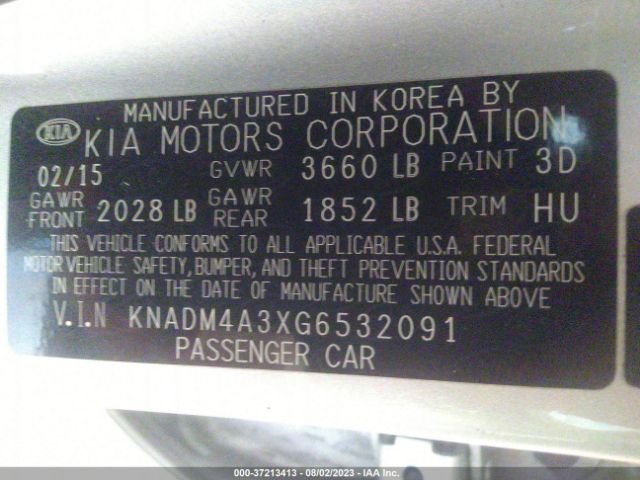 MANUFACTURED IN KOREA BY
KIA KIA MOTORS CORPORATION
02/15 GVWR 3660 LB PAINT 3D
GAWR FRONT 2028 LB GAWR REAR 1852 LB TRIM HU
THIS VEHICLE CONFORMS TO ALL APPLICABLE U.S.A. FEDERAL
MOTOR VEHICLE SAFETY, BUMPER, AND THEFT PREVENTION STANDARDS
IN EFFECT ON THE DATE OF MANUFACTURE SHOWN ABOVE
V.I.N KNADM4A3XG6532091
PASSENGER CAR
000-37213413 - 08/02/2023 - IAA, LLC